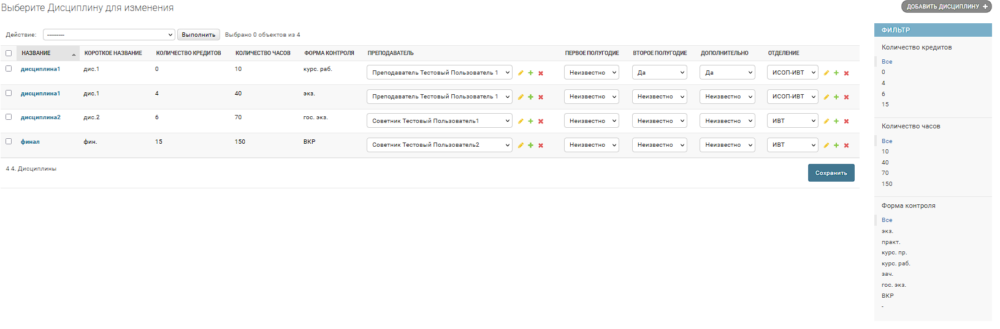 Выберите Дисциплину для изменения
ДОБАВИТЬ ДИСЦИПЛИНУ +
Действие: --------- Выполнить Выбрано 0 объектов из 4
НАЗВАНИЕ КОРОТКОЕ НАЗВАНИЕ КОЛИЧЕСТВО КРЕДИТОВ КОЛИЧЕСТВО ЧАСОВ ФОРМА КОНТРОЛЯ ПРЕПОДАВАТЕЛЬ ПЕРВОЕ ПОЛУГОДИЕ ВТОРОЕ ПОЛУГОДИЕ ДОПОЛНИТЕЛЬНО ОТДЕЛЕНИЕ
дисциплина1 дис.1 0 10 курс. раб. Преподаватель Тестовый Пользователь 1 Неизвестно Да Да ИСОП-ИВТ
дисциплина1 дис.1 4 40 экз. Преподаватель Тестовый Пользователь 1 Неизвестно Неизвестно Неизвестно ИСОП-ИВТ
дисциплина2 дис.2 6 70 гос. экз. Советник Тестовый Пользователь1 Неизвестно Неизвестно Неизвестно ИВТ
финал фин. 15 150 ВКР Советник Тестовый Пользователь2 Неизвестно Неизвестно Неизвестно ИВТ
4 4. Дисциплины
Сохранить
ФИЛЬТР
Количество кредитов
Все
0
4
6
15
Количество часов
Все
10
40
70
150
Форма контроля
Все
экз.
практ.
курс. пр.
курс. раб.
зач.
гос. экз.
ВКР
-